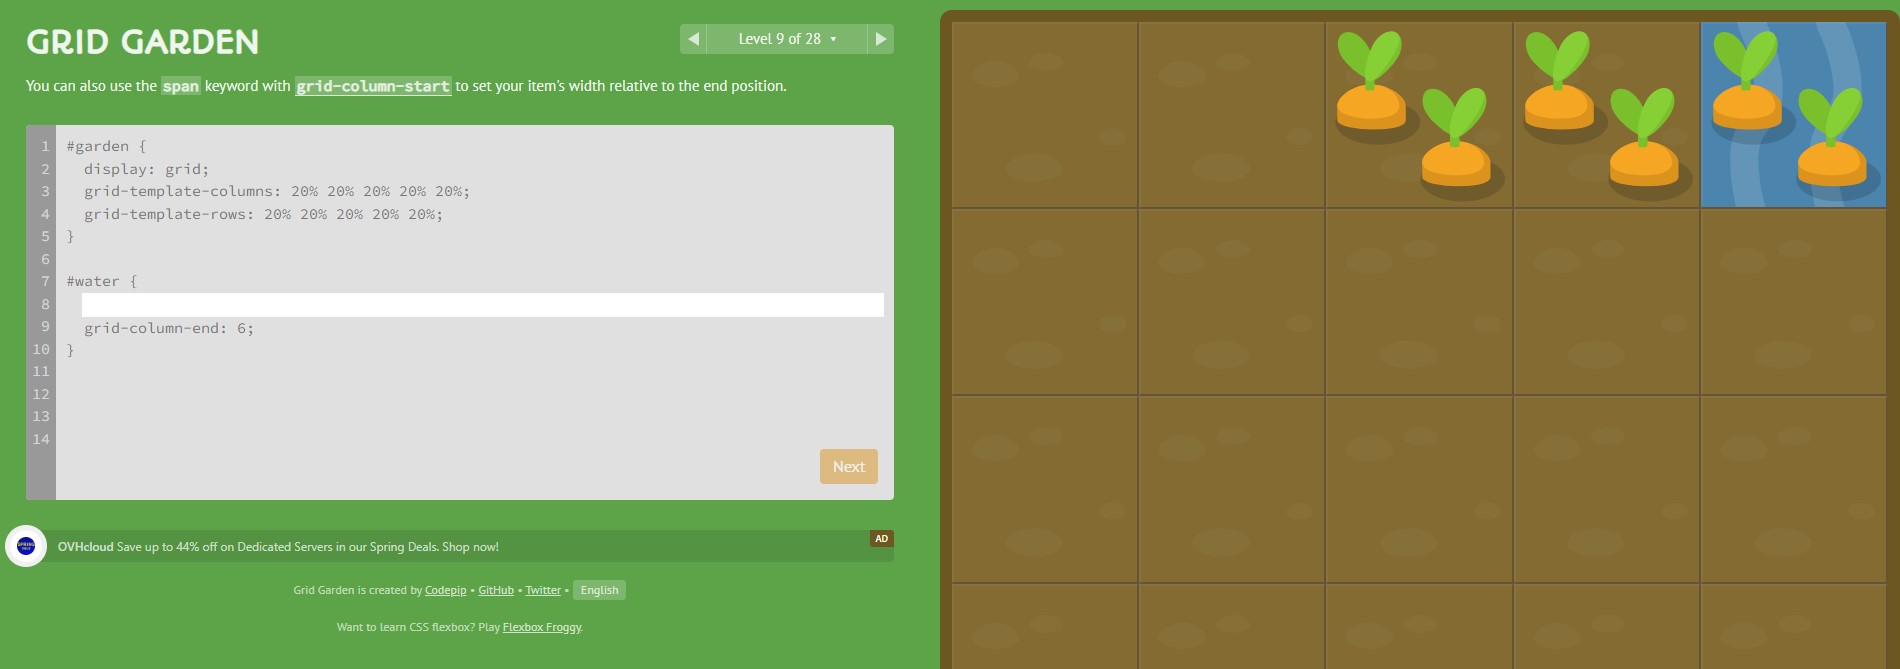 GRID GARDEN
Level 9 of 28
You can also use the span keyword with grid-column-start to set your item's width relative to the end position.
1 #garden {
2 display: grid;
3 grid-template-columns: 20% 20% 20% 20% 20%;
4 grid-template-rows: 20% 20% 20% 20% 20%;
5 }
6
7 #water {
8
9 grid-column-end: 6;
10 }
11
12
13
14
Next
OVHcloud Save up to 44% off on Dedicated Servers in our Spring Deals. Shop now!
AD
Grid Garden is created by Codepip • GitHub • Twitter • English
Want to learn CSS flexbox? Play Flexbox Froggy.